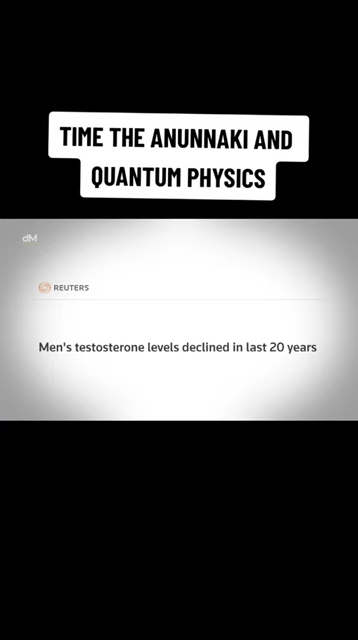 TIME THE ANUNNAKI AND
QUANTUM PHYSICS
dM
REUTERS
Men's testosterone levels declined in last 20 years